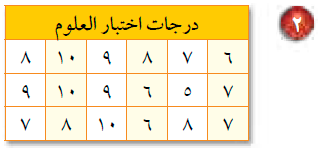 ٢
درجات اختبار العلوم
٦ ٧ ٨ ٩ ١٠ ٨
٧ ٥ ٦ ٩ ١٠ ٩
٧ ٨ ٦ ١٠ ٨ ٧